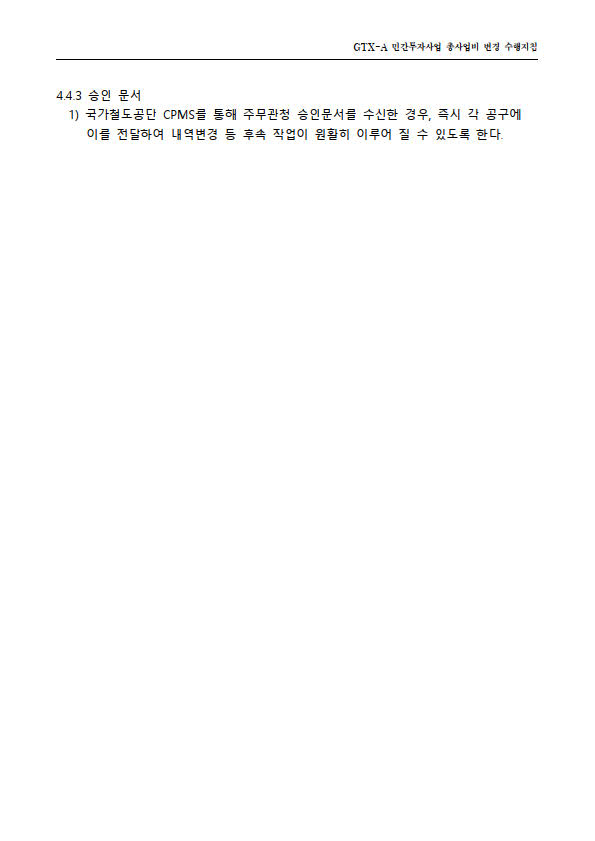 GTX-A 민간투자사업 총사업비 변경 수행지침
4.4.3 승인 문서
1) 국가철도공단 CPMS를 통해 주무관청 승인문서를 수신한 경우, 즉시 각 공구에
이를 전달하여 내역변경 등 후속 작업이 원활히 이루어 질 수 있도록 한다.